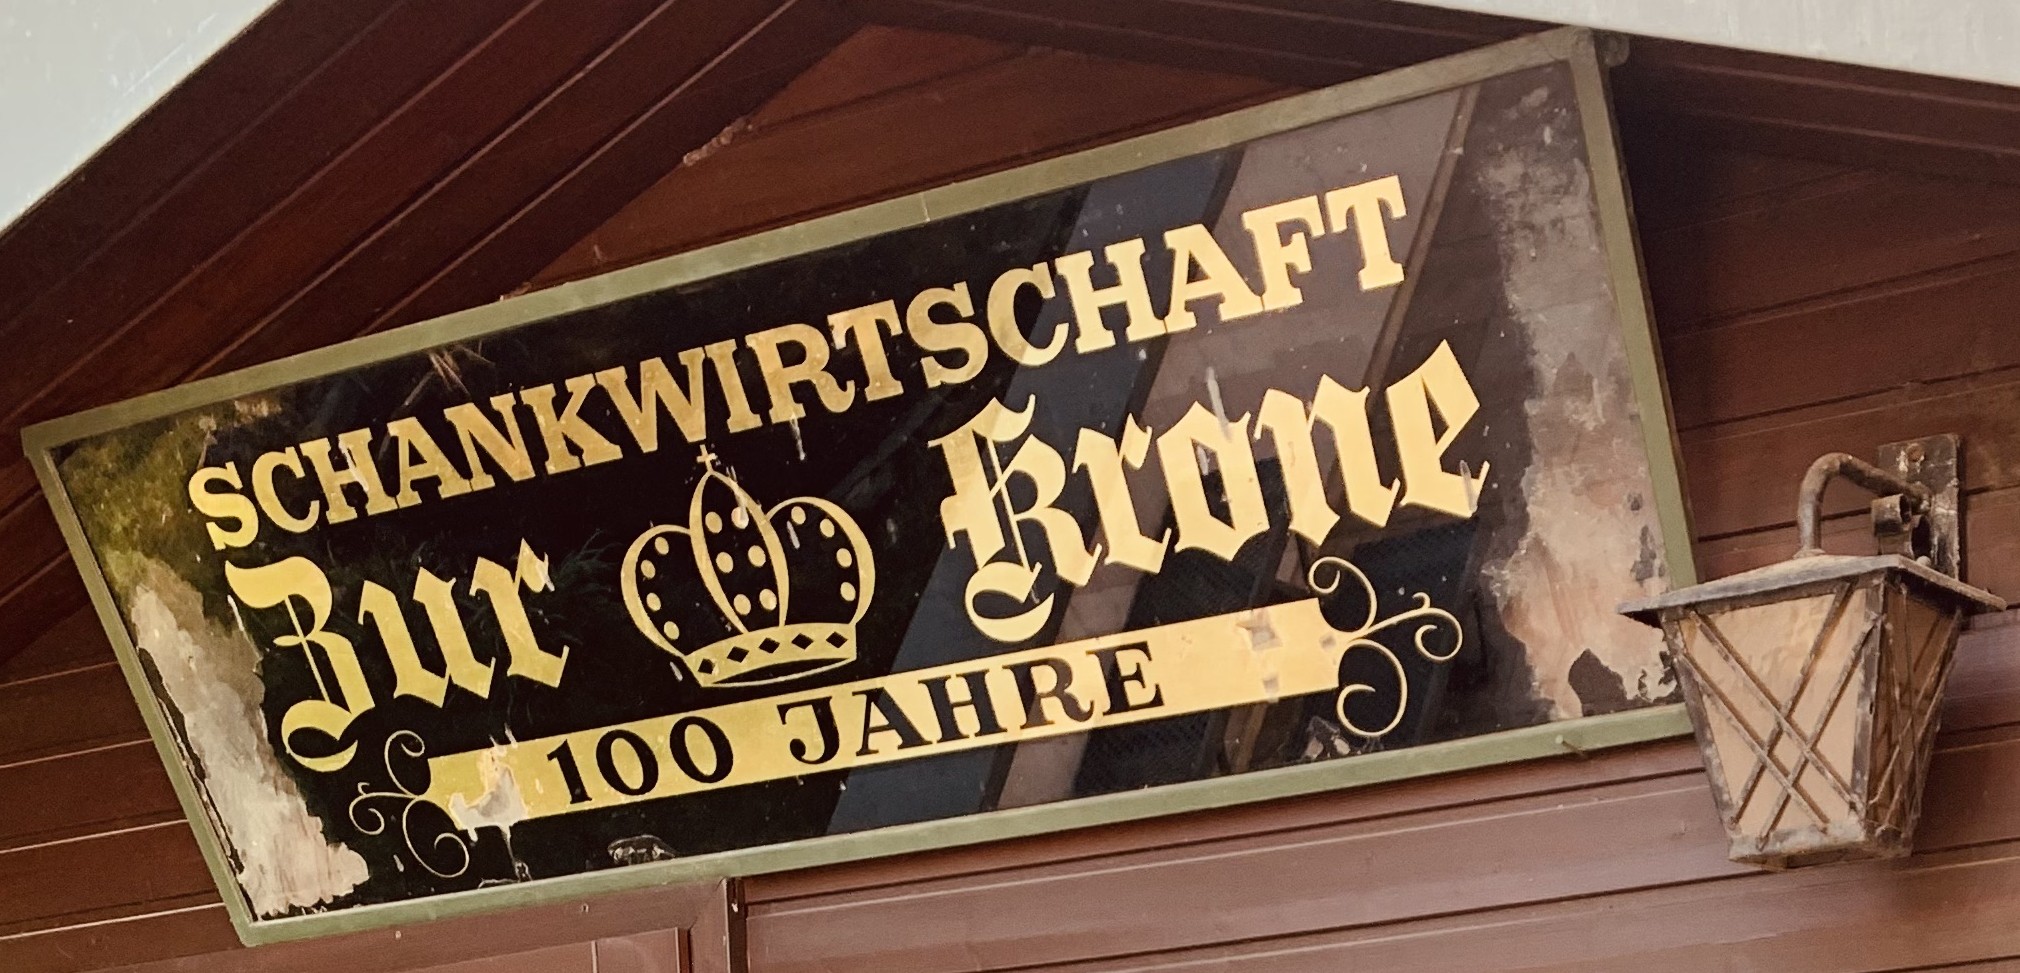 SCHANKWIRTSCHAFT
Zur Krone
100 JAHRE